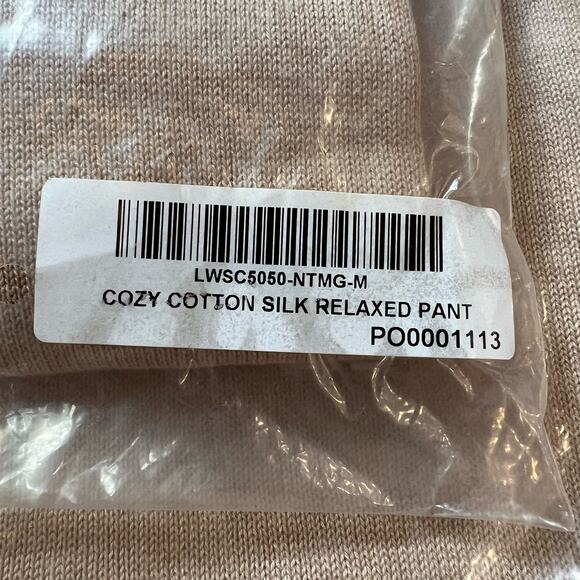 LWSC5050-NTMG-M
COZY COTTON SILK RELAXED PANT
PO0001113